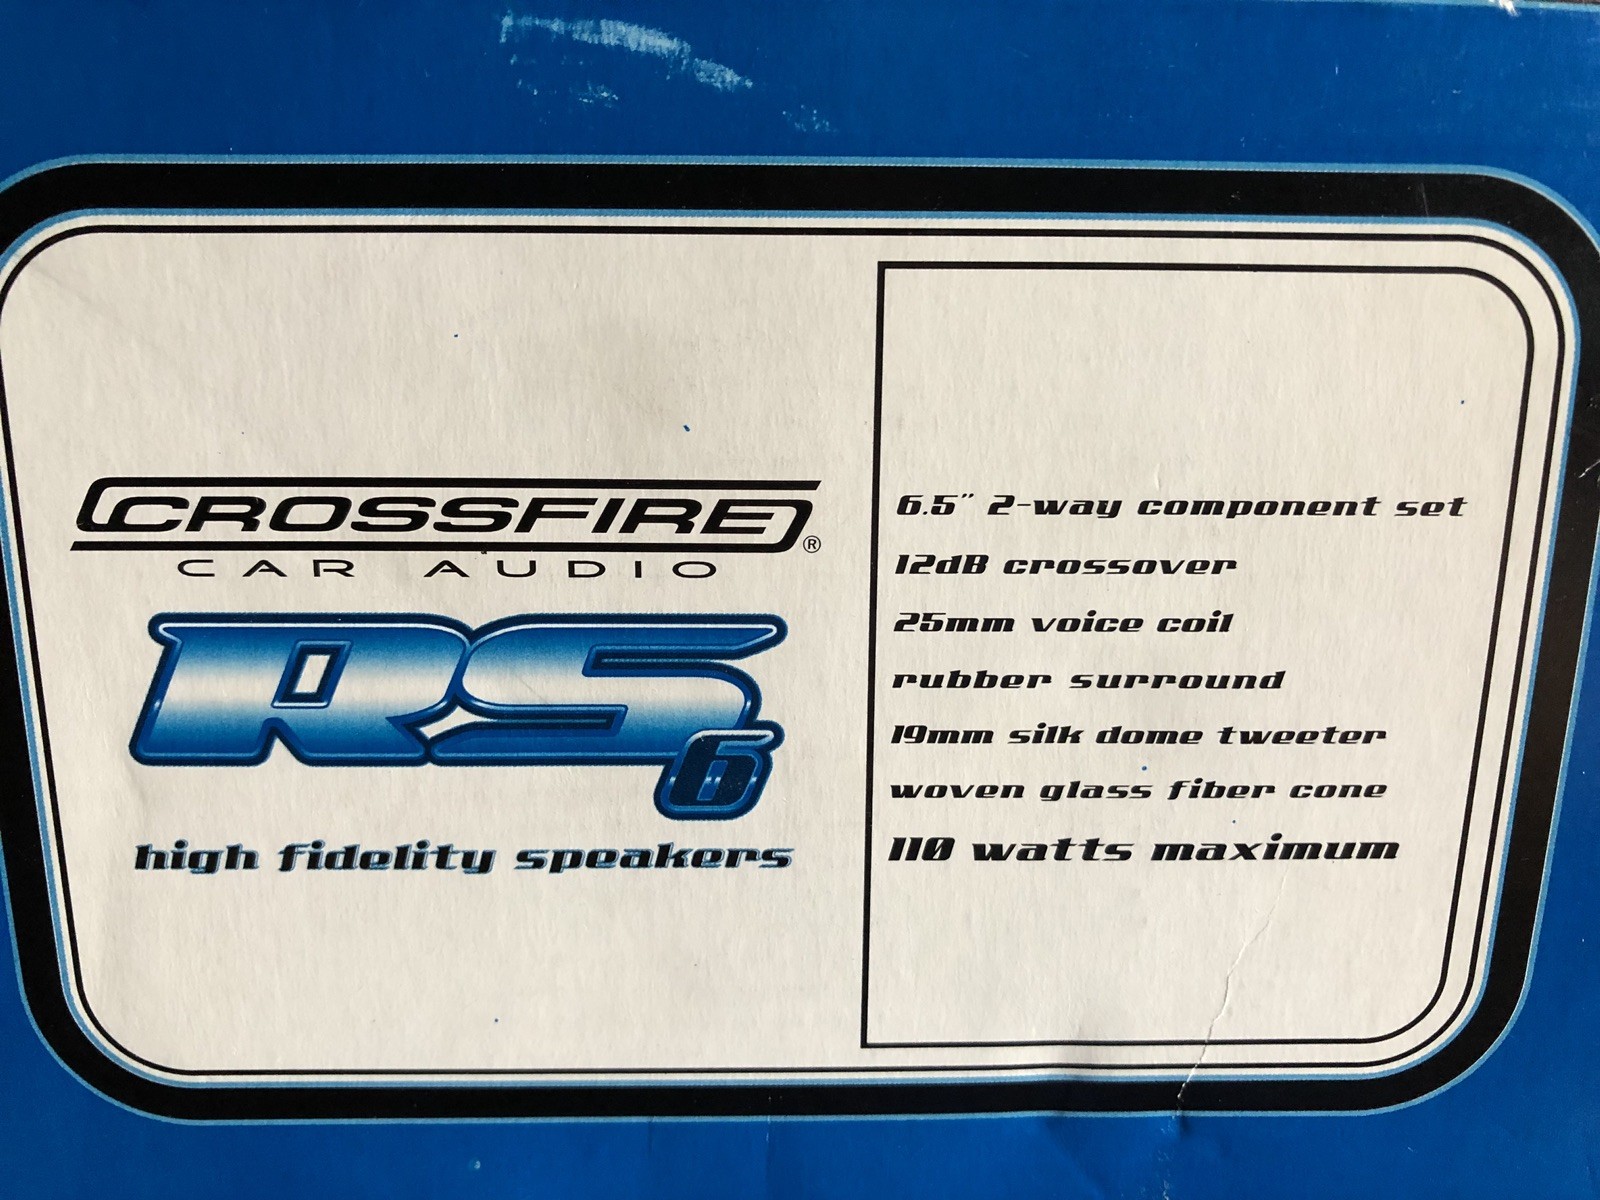 CROSSFIRE®
CAR AUDIO
RS6
high fidelity speakers
6.5" 2-way component set
12dB crossover
25mm voice coil
rubber surround
19mm silk dome tweeter
woven glass fiber cone
110 watts maximum